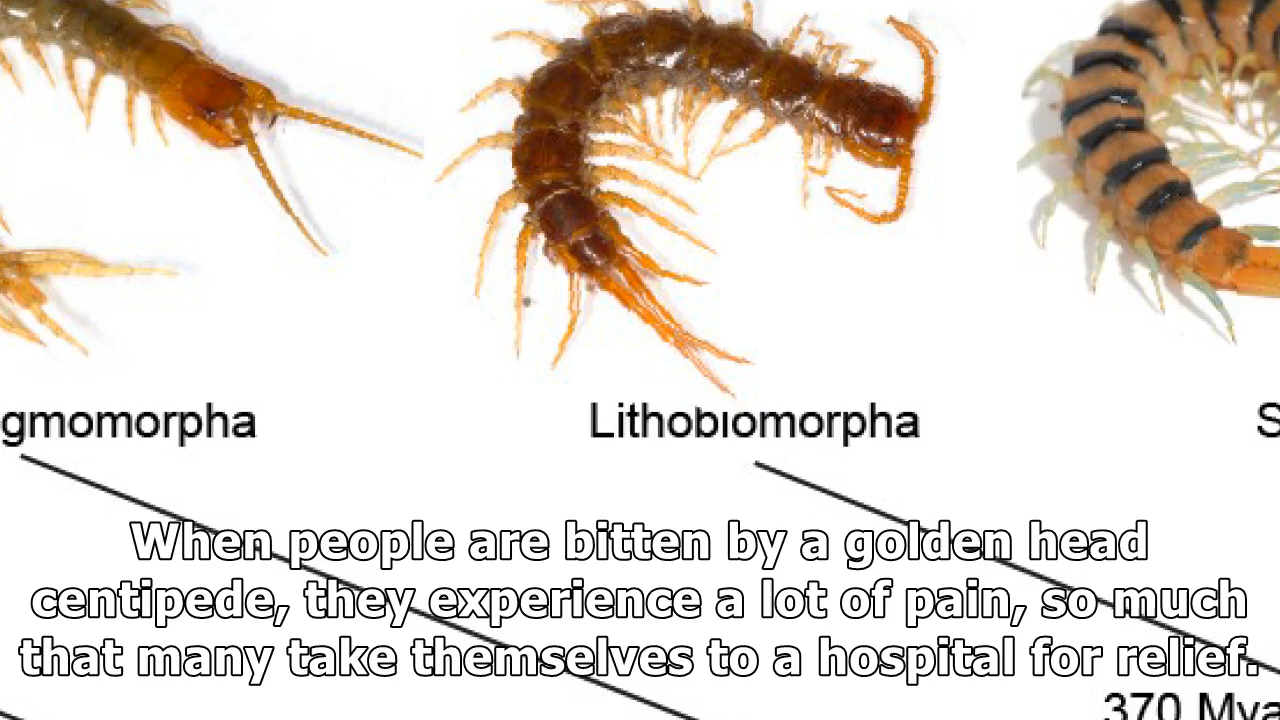 gmomorpha
Lithobiomorpha
S
When people are bitten by a golden head
centipede, they experience a lot of pain, so much
that many take themselves to a hospital for relief.
370 Mya